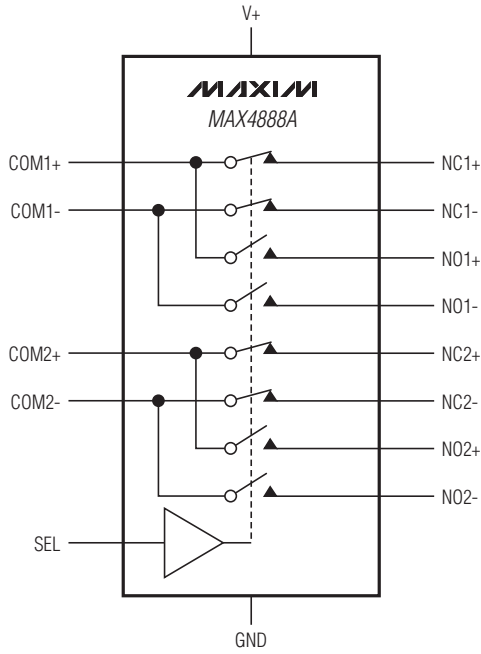 V+
MAXIM
MAX4888A
COM1+
NC1+
COM1-
NC1-
NO1+
NO1-
COM2+
NC2+
COM2-
NC2-
NO2+
NO2-
SEL
GND